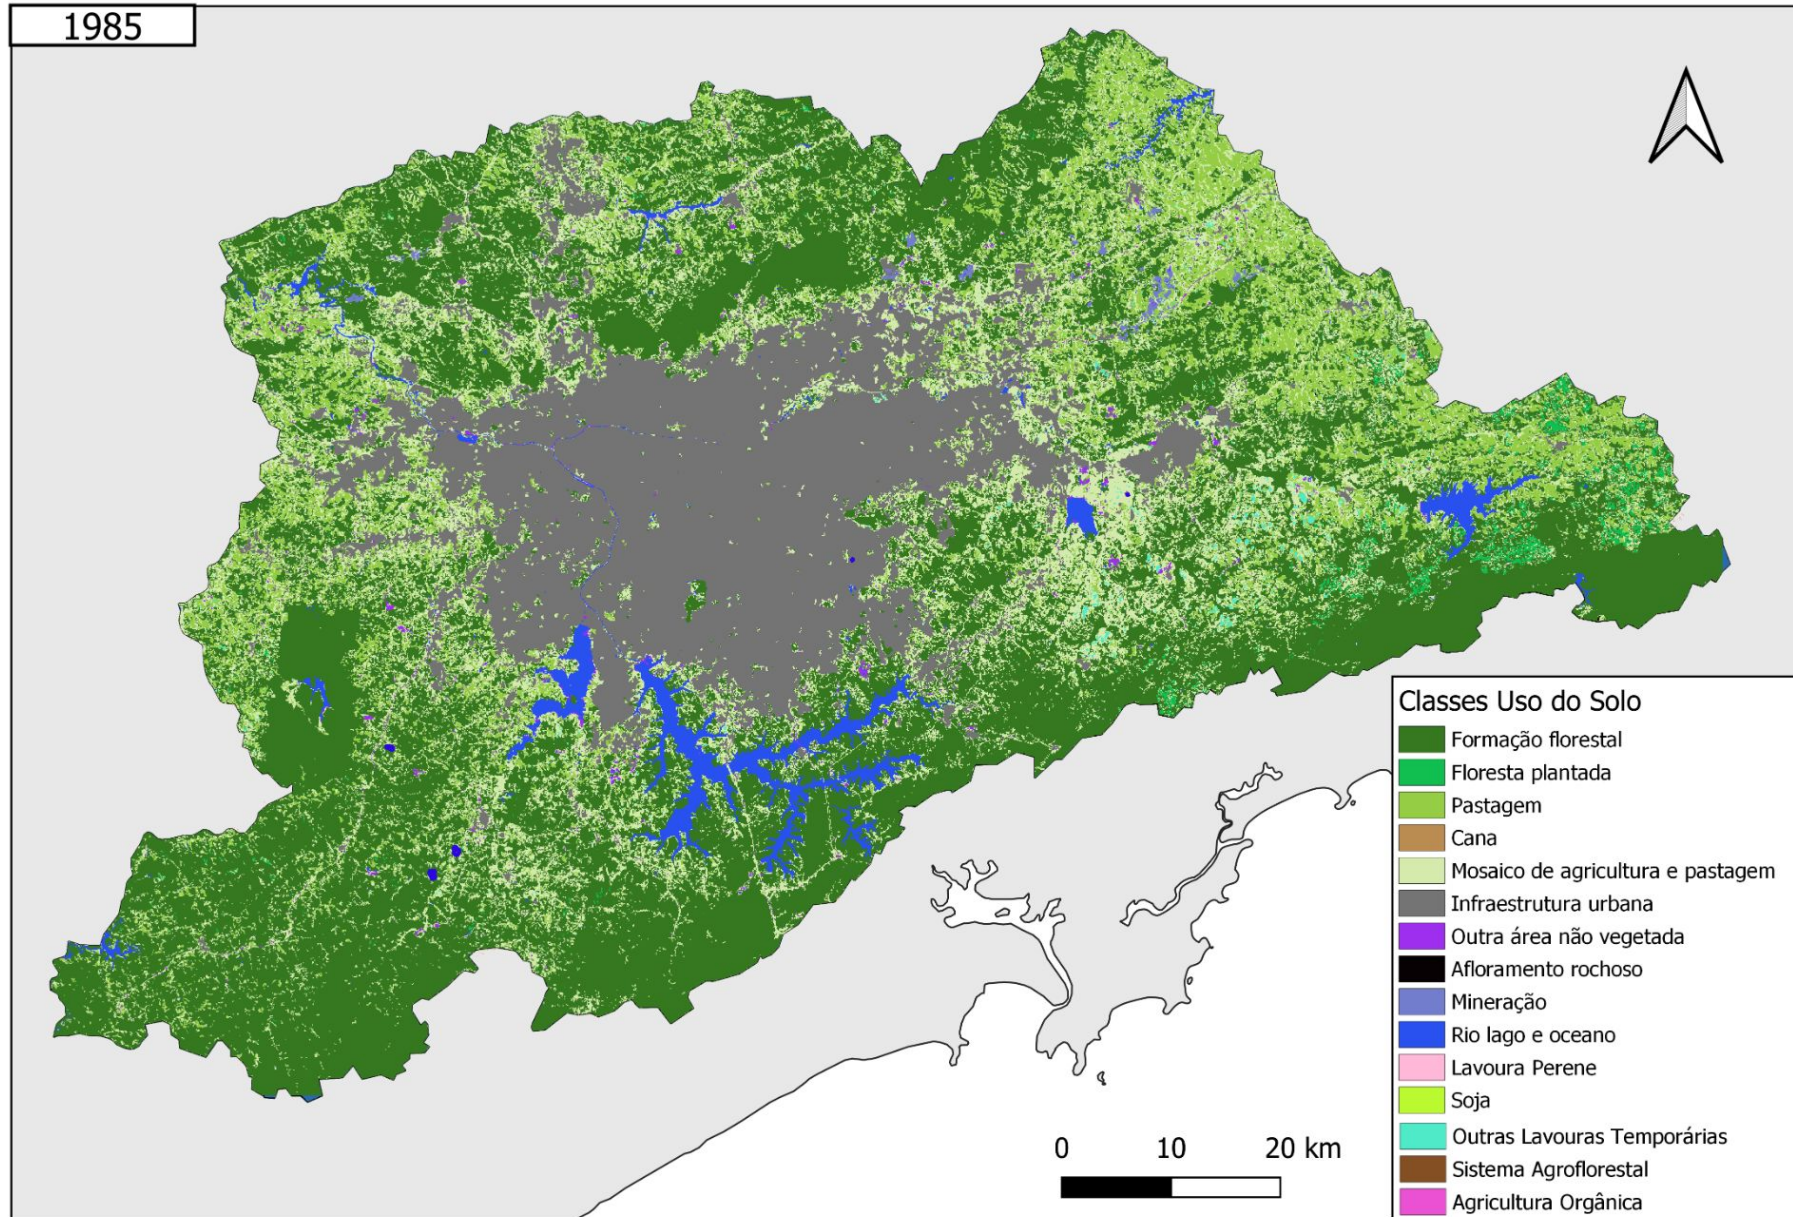 1985
0 10 20 km
Classes Uso do Solo
Formação florestal
Floresta plantada
Pastagem
Cana
Mosaico de agricultura e pastagem
Infraestrutura urbana
Outra área não vegetada
Afloramento rochoso
Mineração
Rio lago e oceano
Lavoura Perene
Soja
Outras Lavouras Temporárias
Sistema Agroflorestal
Agricultura Orgânica